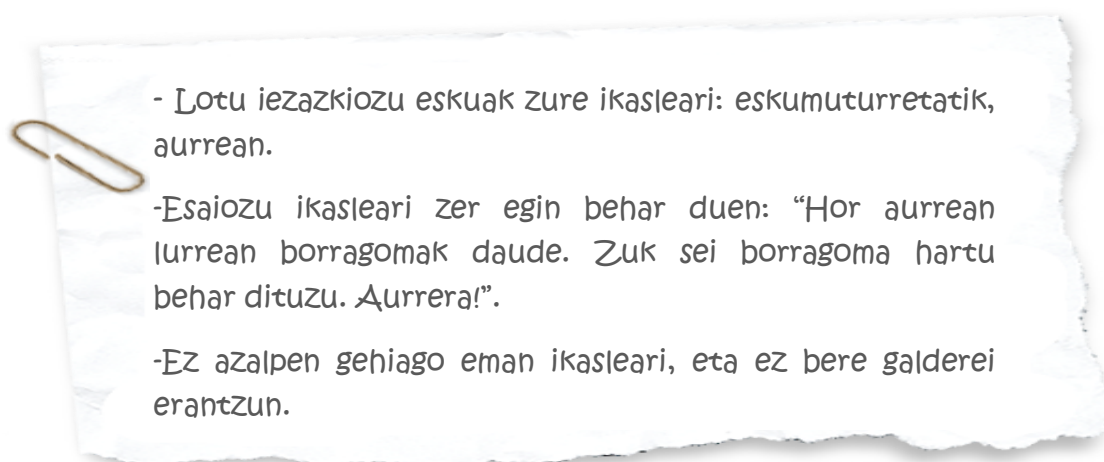 - Lotu iezazkiozu eskuak zure ikasleari: eskumuturretatik,
aurrean.
-Esaiozu ikasleari zer egin behar duen: “Hor aurrean
lurrean borragomak daude. Zuk sei borragoma hartu
behar dituzu. Aurrera!”.
-Ez azalpen gehiago eman ikasleari, eta ez bere galderei
erantzun.